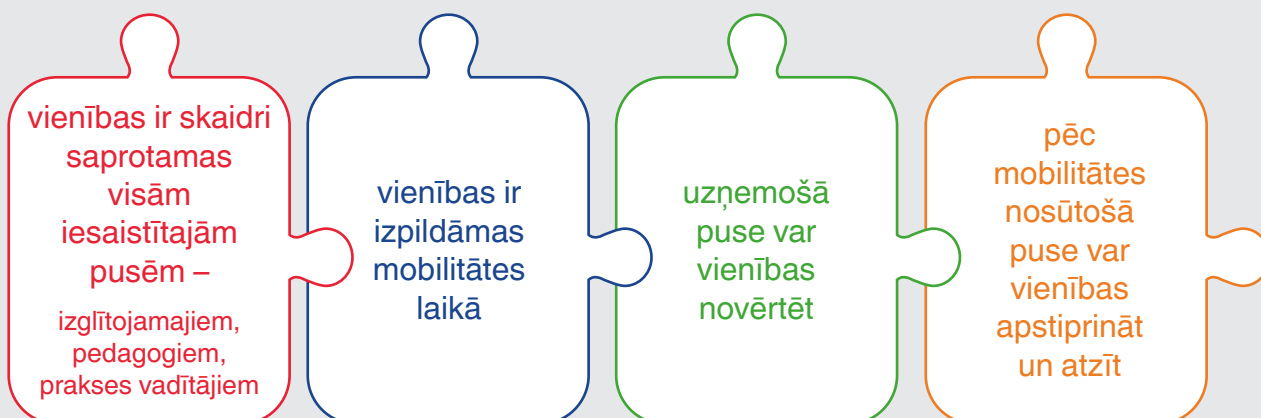 vienības ir skaidri
saprotamas
visām
iesaistītajām
pusēm –
izglītojamajiem,
pedagogiem,
prakses vadītājiem
vienības ir
izpildāmas
mobilitātes
laikā
uzņemošā
puse var
vienības
novērtēt
pēc
mobilitātes
nosūtošā
puse var
vienības
apstiprināt
un atzīt